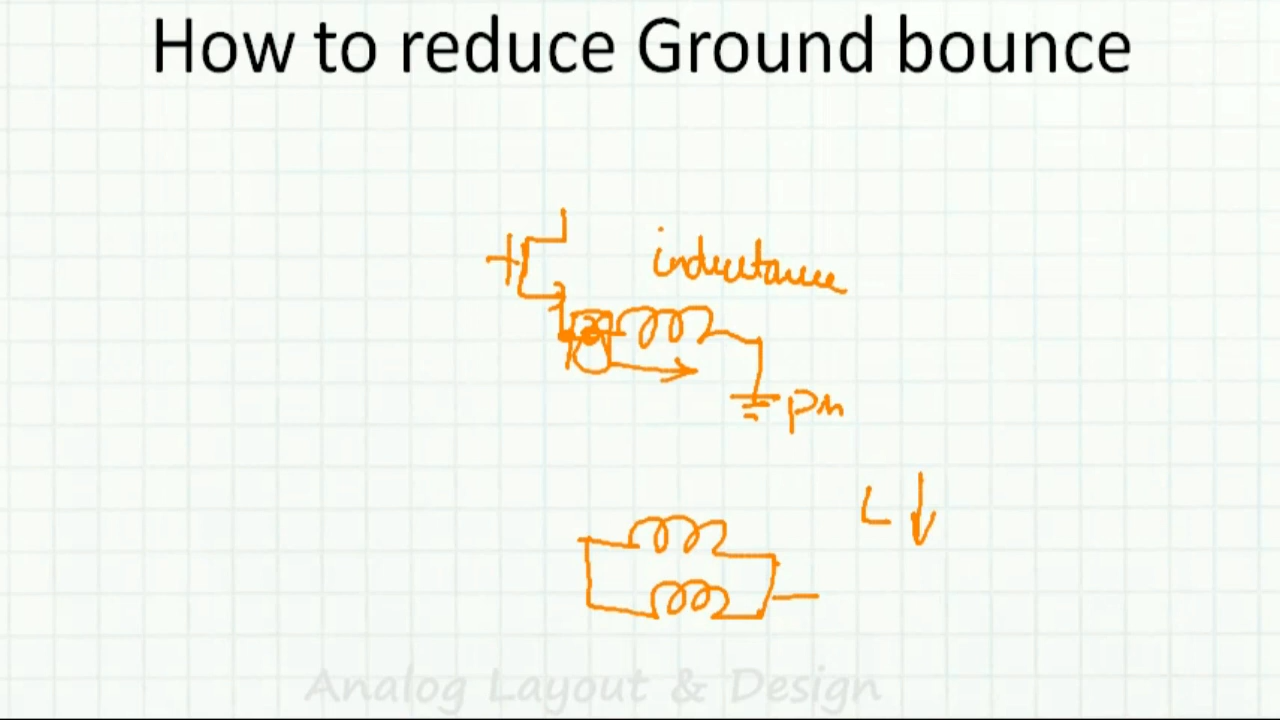 How to reduce Ground bounce
inductance
pin
L
Analog Layout & Design